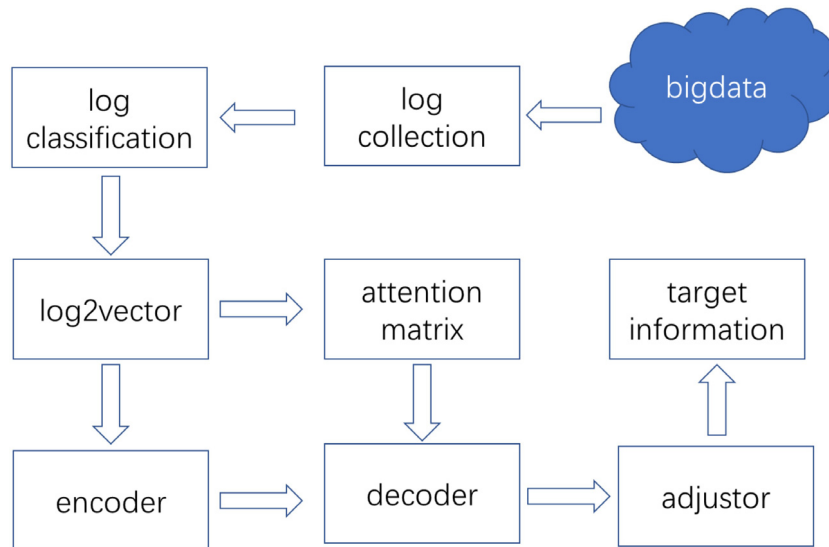 log
classification
log
collection
bigdata
log2vector
attention
matrix
target
information
encoder
decoder
adjustor